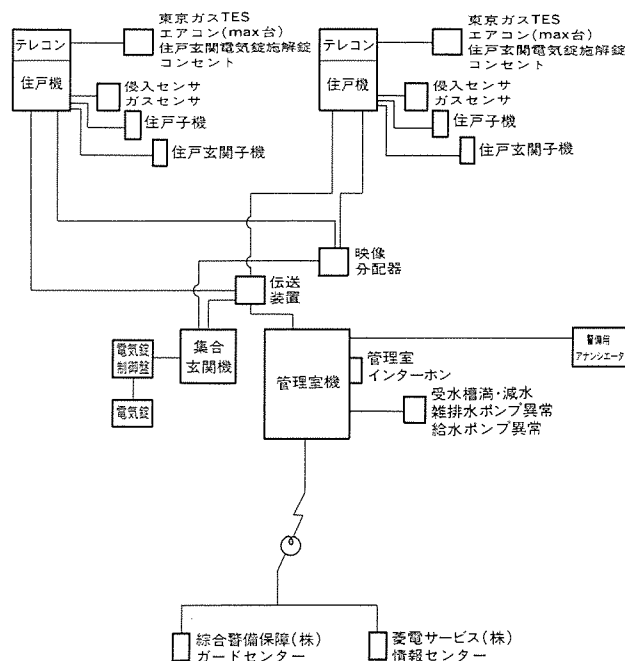 テレコン
住戸機
東京ガスTES
エアコン(max台)
住戸玄関電気錠施解錠
コンセント
侵入センサ
ガスセンサ
住戸子機
住戸玄関子機
テレコン
住戸機
東京ガスTES
エアコン(max台)
住戸玄関電気錠施解錠
コンセント
侵入センサ
ガスセンサ
住戸子機
住戸玄関子機
映像
分配器
伝送
装置
電気錠
制御盤
電気錠
集合
玄関機
管理室機
管理室
インターホン
受水槽満・減水
雑排水ポンプ異常
給水ポンプ異常
警備用
アナンシエータ
綜合警備保障(株)
ガードセンター
菱電サービス(株)
情報センター